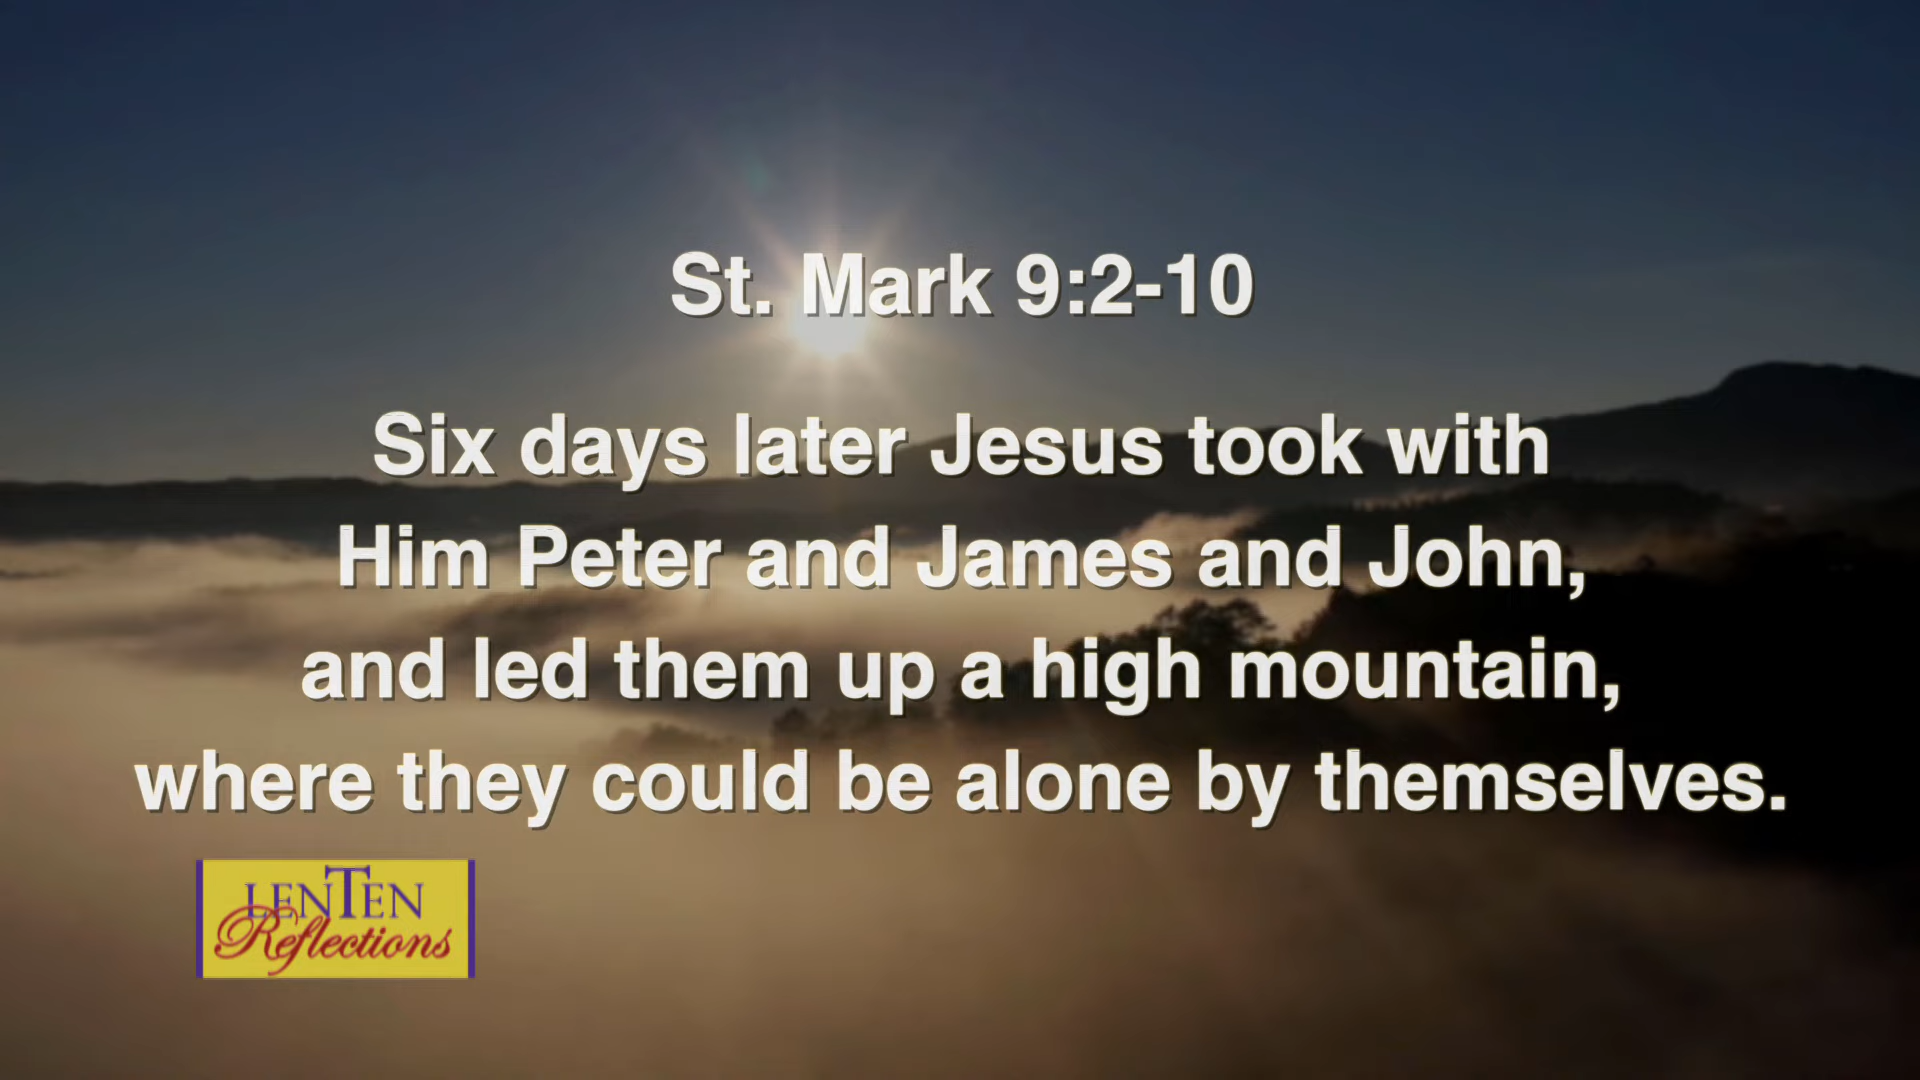 St. Mark 9:2-10
Six days later Jesus took with
Him Peter and James and John,
and led them up a high mountain,
where they could be alone by themselves.
LENTEN
Reflections